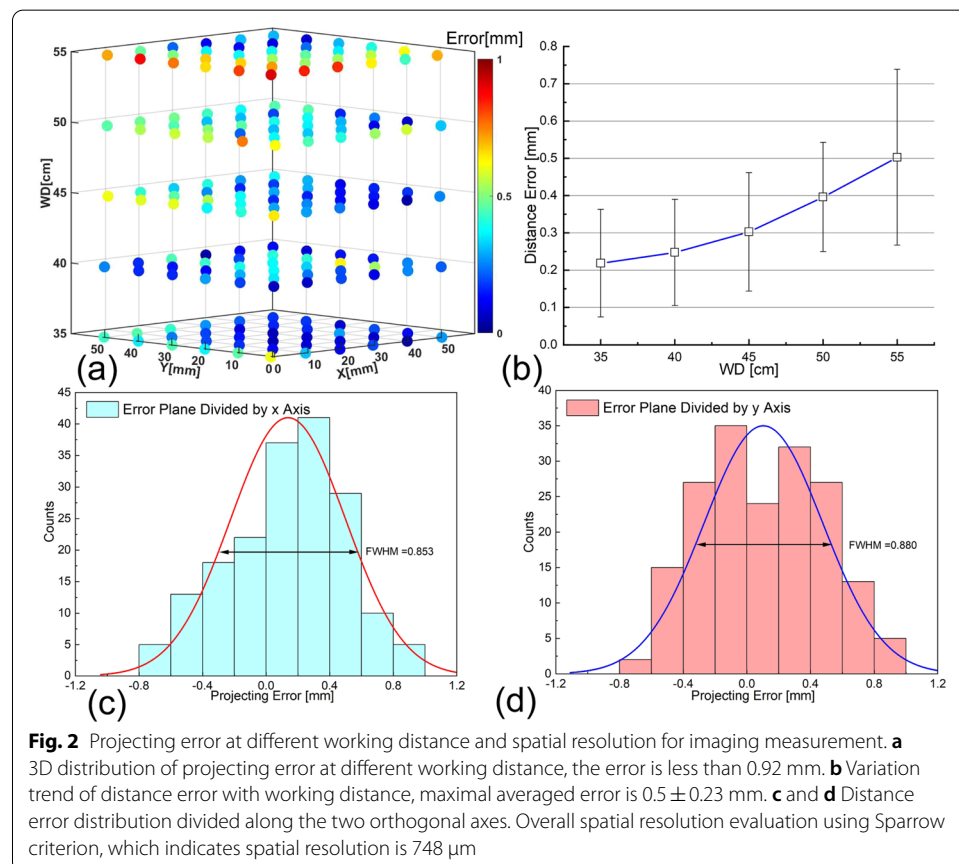 Error[mm]
1
0.5
0
55
50
45
40
35
WD[cm]
50
40
30
20
10
0
0
10
20
30
40
50
Y[mm]
X[mm]
(a)
0.8
0.7
0.6
0.5
0.4
0.3
0.2
0.1
0.0
Distance Error [mm]
35
40
45
50
55
WD [cm]
(b)
Error Plane Divided by x Axis
45
40
35
30
25
20
15
10
5
0
Counts
FWHM =0.853
-1.2
-0.4
0.0
0.4
1.2
Projecting Error [mm]
(c)
Error Plane Divided by y Axis
40
35
30
25
20
15
10
5
0
Counts
FWHM =0.880
-1.2
-0.4
0.0
0.4
1.2
Projecting Error [mm]
(d)
Fig. 2 Projecting error at different working distance and spatial resolution for imaging measurement. a
3D distribution of projecting error at different working distance, the error is less than 0.92 mm. b Variation
trend of distance error with working distance, maximal averaged error is 0.5 ± 0.23 mm. c and d Distance
error distribution divided along the two orthogonal axes. Overall spatial resolution evaluation using Sparrow
criterion, which indicates spatial resolution is 748 μm